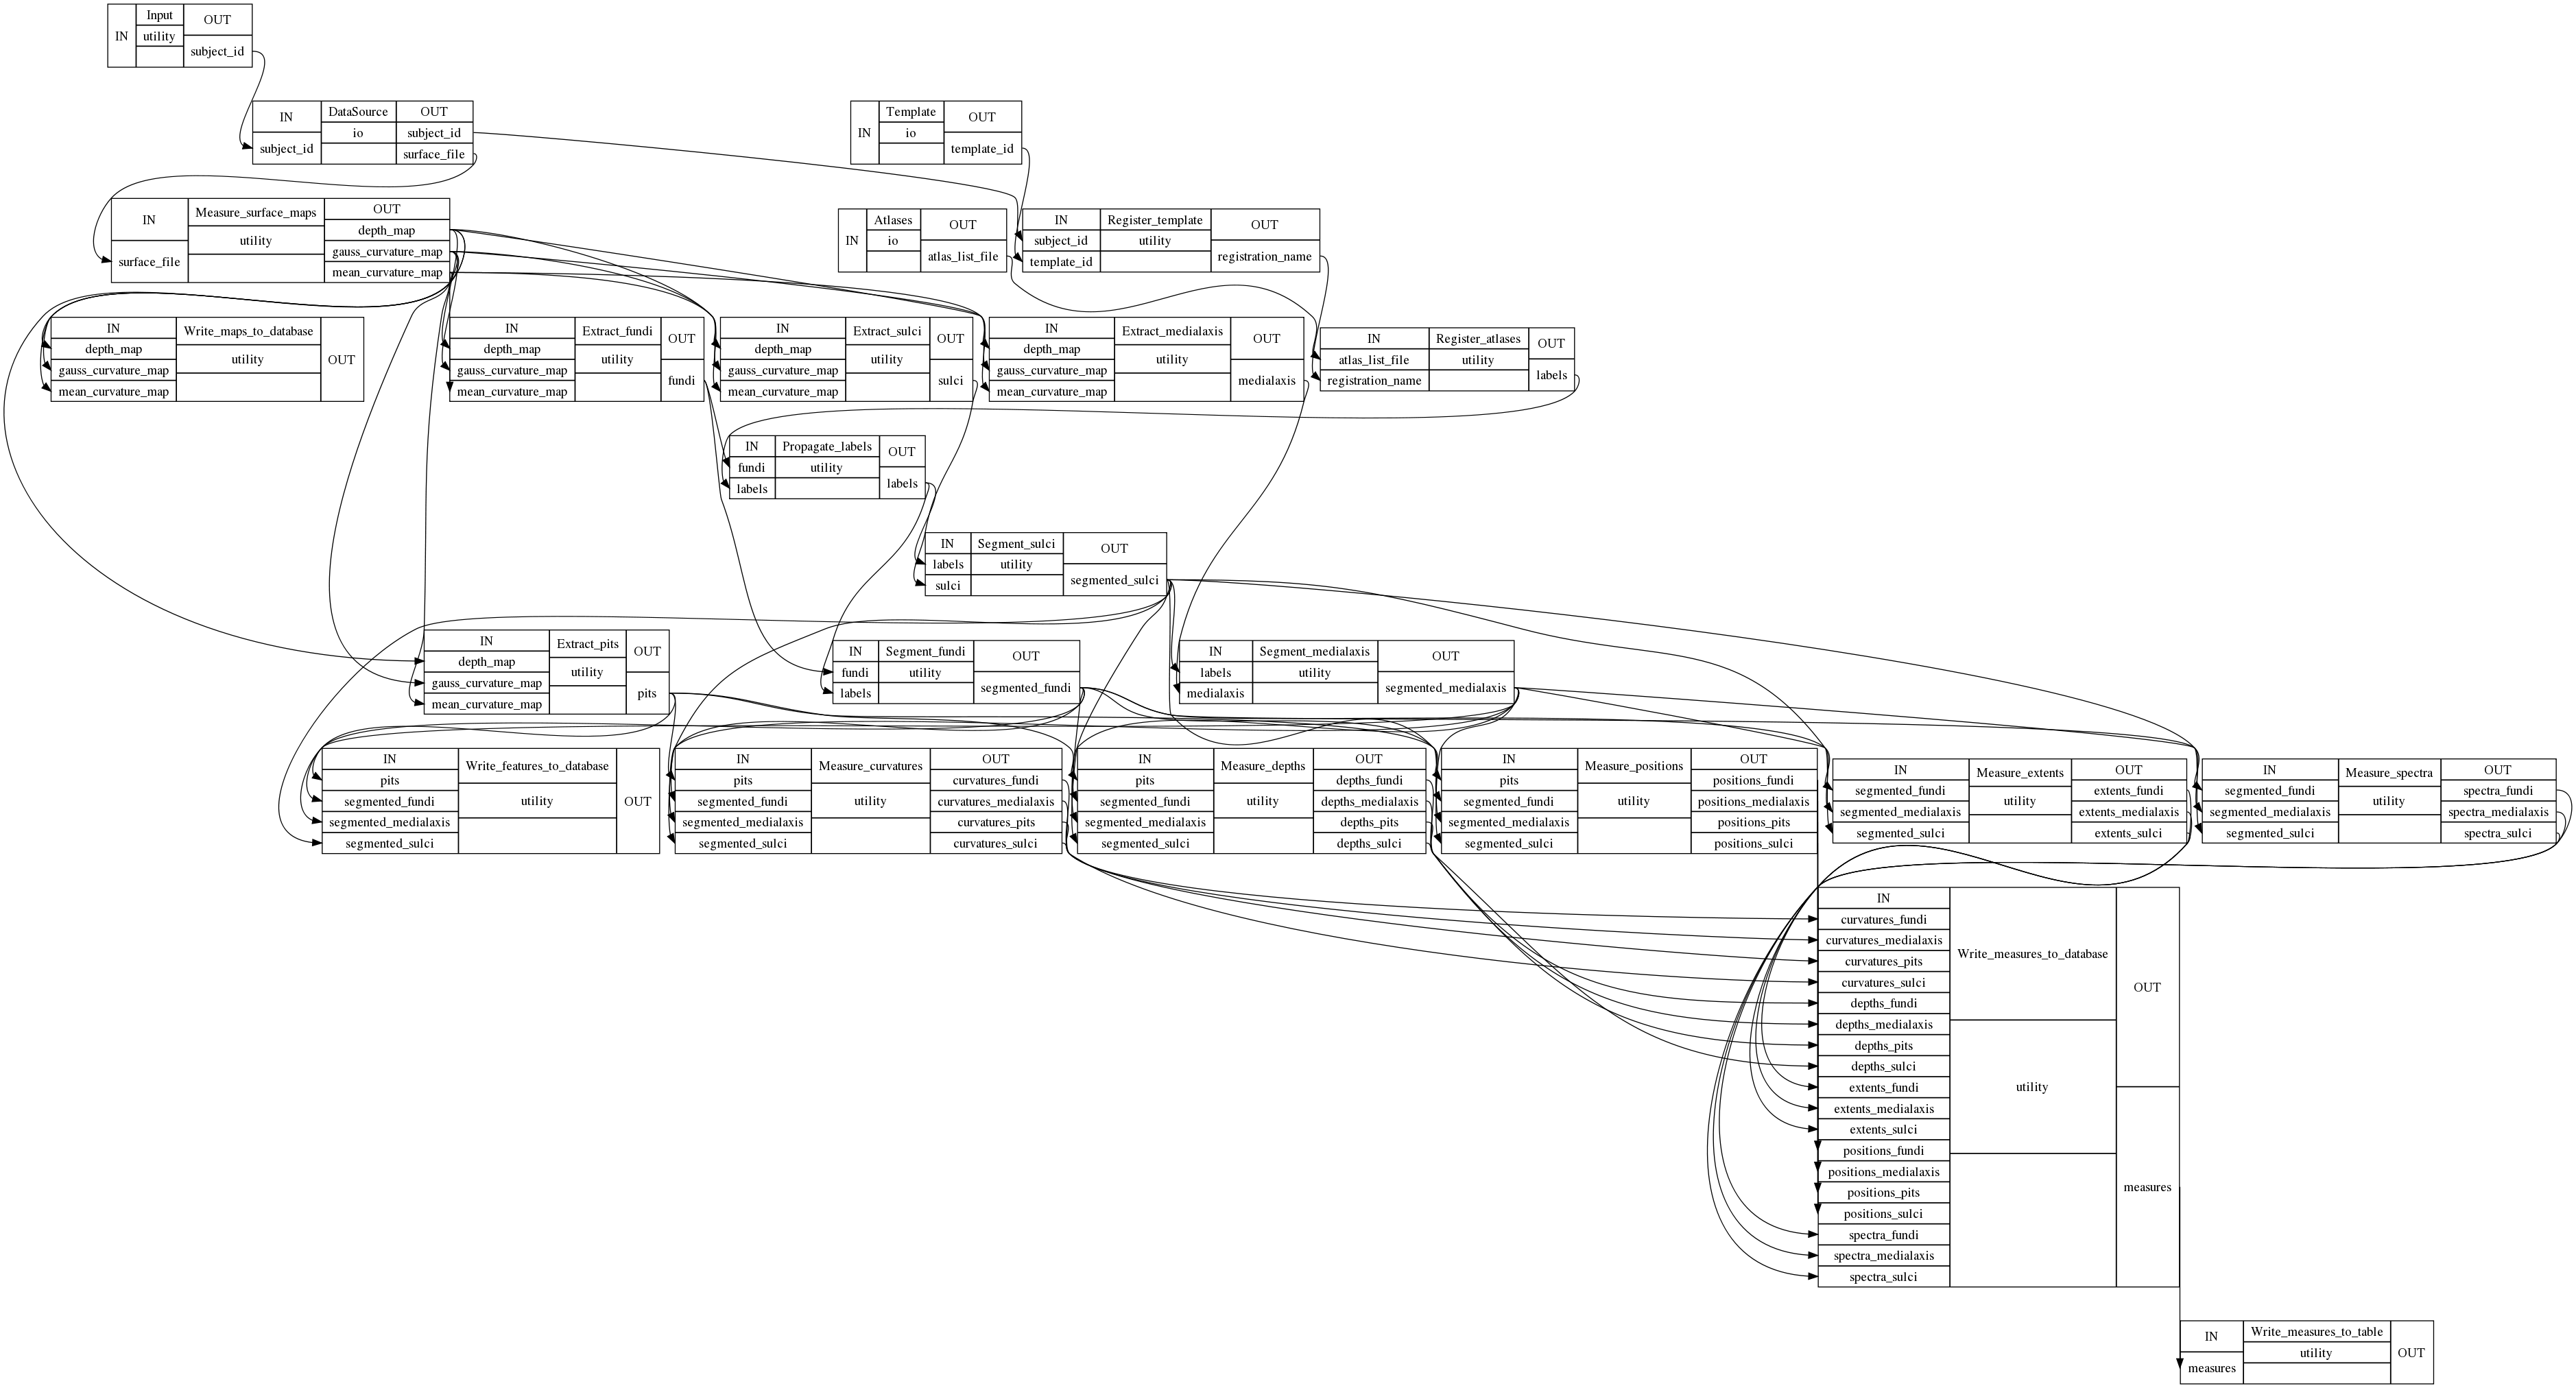 IN
Input
utility
OUT
subject_id
IN
subject_id
DataSource
io
OUT
subject_id
surface_file
IN
Template
io
OUT
template_id
IN
surface_file
Measure_surface_maps
utility
OUT
depth_map
gauss_curvature_map
mean_curvature_map
IN
Atlases
io
OUT
atlas_list_file
IN
subject_id
template_id
Register_template
utility
OUT
registration_name
IN
depth_map
gauss_curvature_map
mean_curvature_map
Write_maps_to_database
utility
OUT
IN
depth_map
gauss_curvature_map
mean_curvature_map
Extract_fundi
utility
OUT
fundi
IN
depth_map
gauss_curvature_map
mean_curvature_map
Extract_sulci
utility
OUT
sulci
IN
depth_map
gauss_curvature_map
mean_curvature_map
Extract_medialaxis
utility
OUT
medialaxis
IN
atlas_list_file
registration_name
Register_atlases
utility
OUT
labels
IN
fundi
labels
Propagate_labels
utility
OUT
labels
IN
labels
sulci
Segment_sulci
utility
OUT
segmented_sulci
IN
depth_map
gauss_curvature_map
mean_curvature_map
Extract_pits
utility
OUT
pits
IN
fundi
labels
Segment_fundi
utility
OUT
segmented_fundi
IN
labels
medialaxis
Segment_medialaxis
utility
OUT
segmented_medialaxis
IN
pits
segmented_fundi
segmented_medialaxis
segmented_sulci
Write_features_to_database
utility
OUT
IN
pits
segmented_fundi
segmented_medialaxis
segmented_sulci
Measure_curvatures
utility
OUT
curvatures_fundi
curvatures_medialaxis
curvatures_pits
curvatures_sulci
IN
pits
segmented_fundi
segmented_medialaxis
segmented_sulci
Measure_depths
utility
OUT
depths_fundi
depths_medialaxis
depths_pits
depths_sulci
IN
pits
segmented_fundi
segmented_medialaxis
segmented_sulci
Measure_positions
utility
OUT
positions_fundi
positions_medialaxis
positions_pits
positions_sulci
IN
segmented_fundi
segmented_medialaxis
segmented_sulci
Measure_extents
utility
OUT
extents_fundi
extents_medialaxis
extents_sulci
IN
segmented_fundi
segmented_medialaxis
segmented_sulci
Measure_spectra
utility
OUT
spectra_fundi
spectra_medialaxis
spectra_sulci
IN
curvatures_fundi
curvatures_medialaxis
curvatures_pits
curvatures_sulci
depths_fundi
depths_medialaxis
depths_pits
depths_sulci
extents_fundi
extents_medialaxis
extents_sulci
positions_fundi
positions_medialaxis
positions_pits
positions_sulci
spectra_fundi
spectra_medialaxis
spectra_sulci
Write_measures_to_database
utility
OUT
measures
IN
measures
Write_measures_to_table
utility
OUT